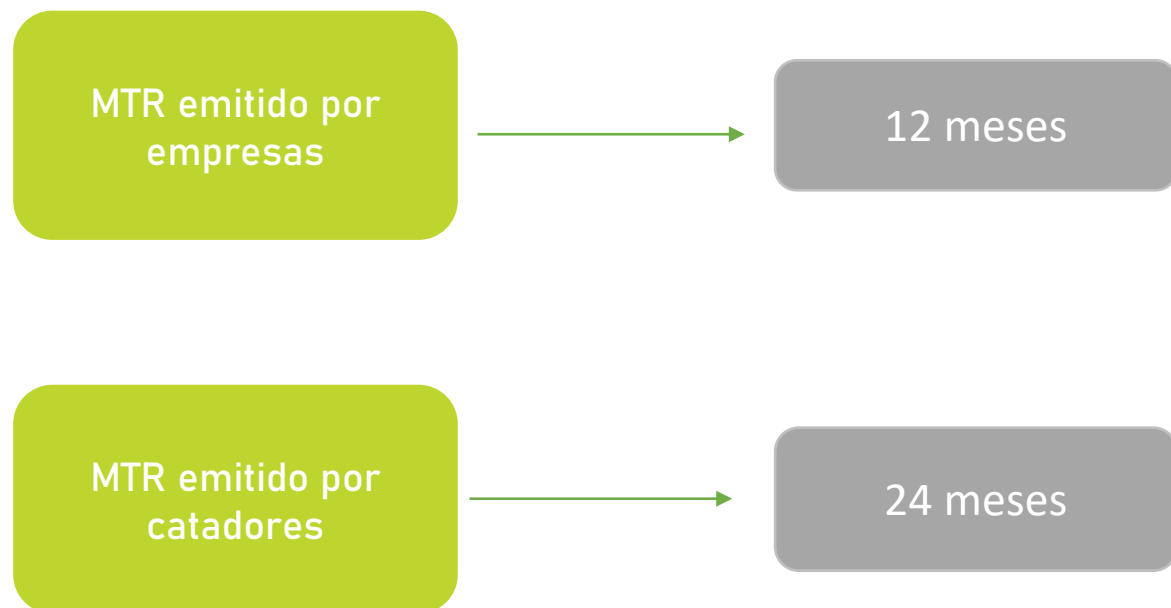 MTR emitido por
empresas
12 meses
MTR emitido por
catadores
24 meses